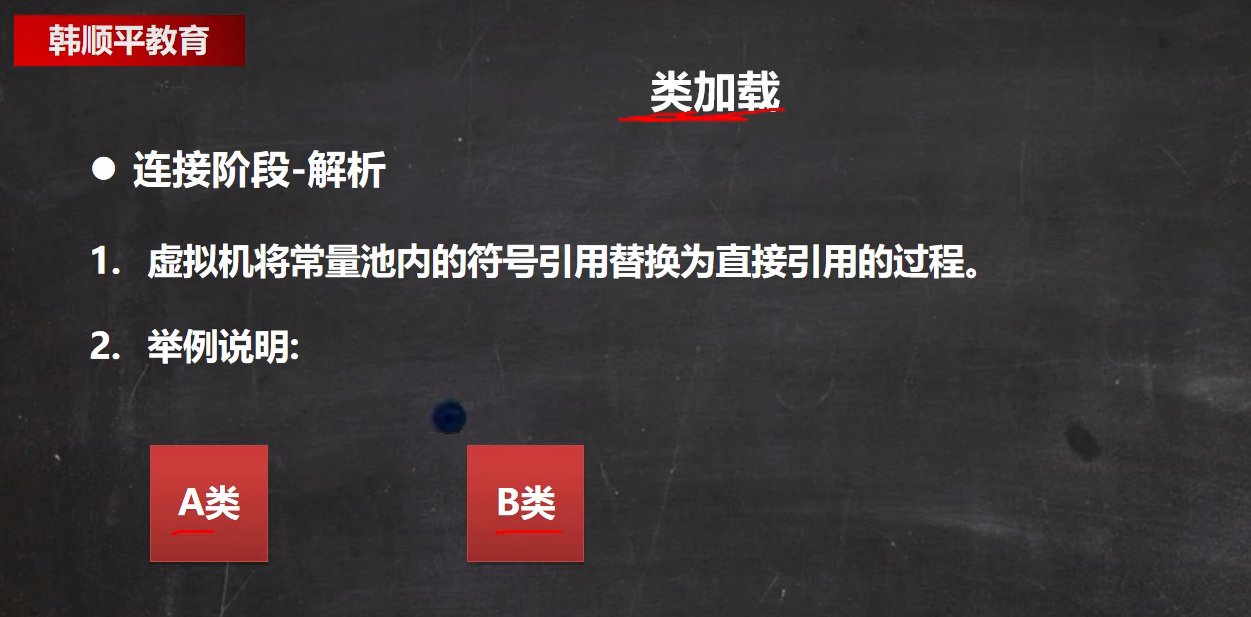 韩顺平教育
类加载
● 连接阶段-解析
1. 虚拟机将常量池内的符号引用替换为直接引用的过程。
2. 举例说明:
A类 B类